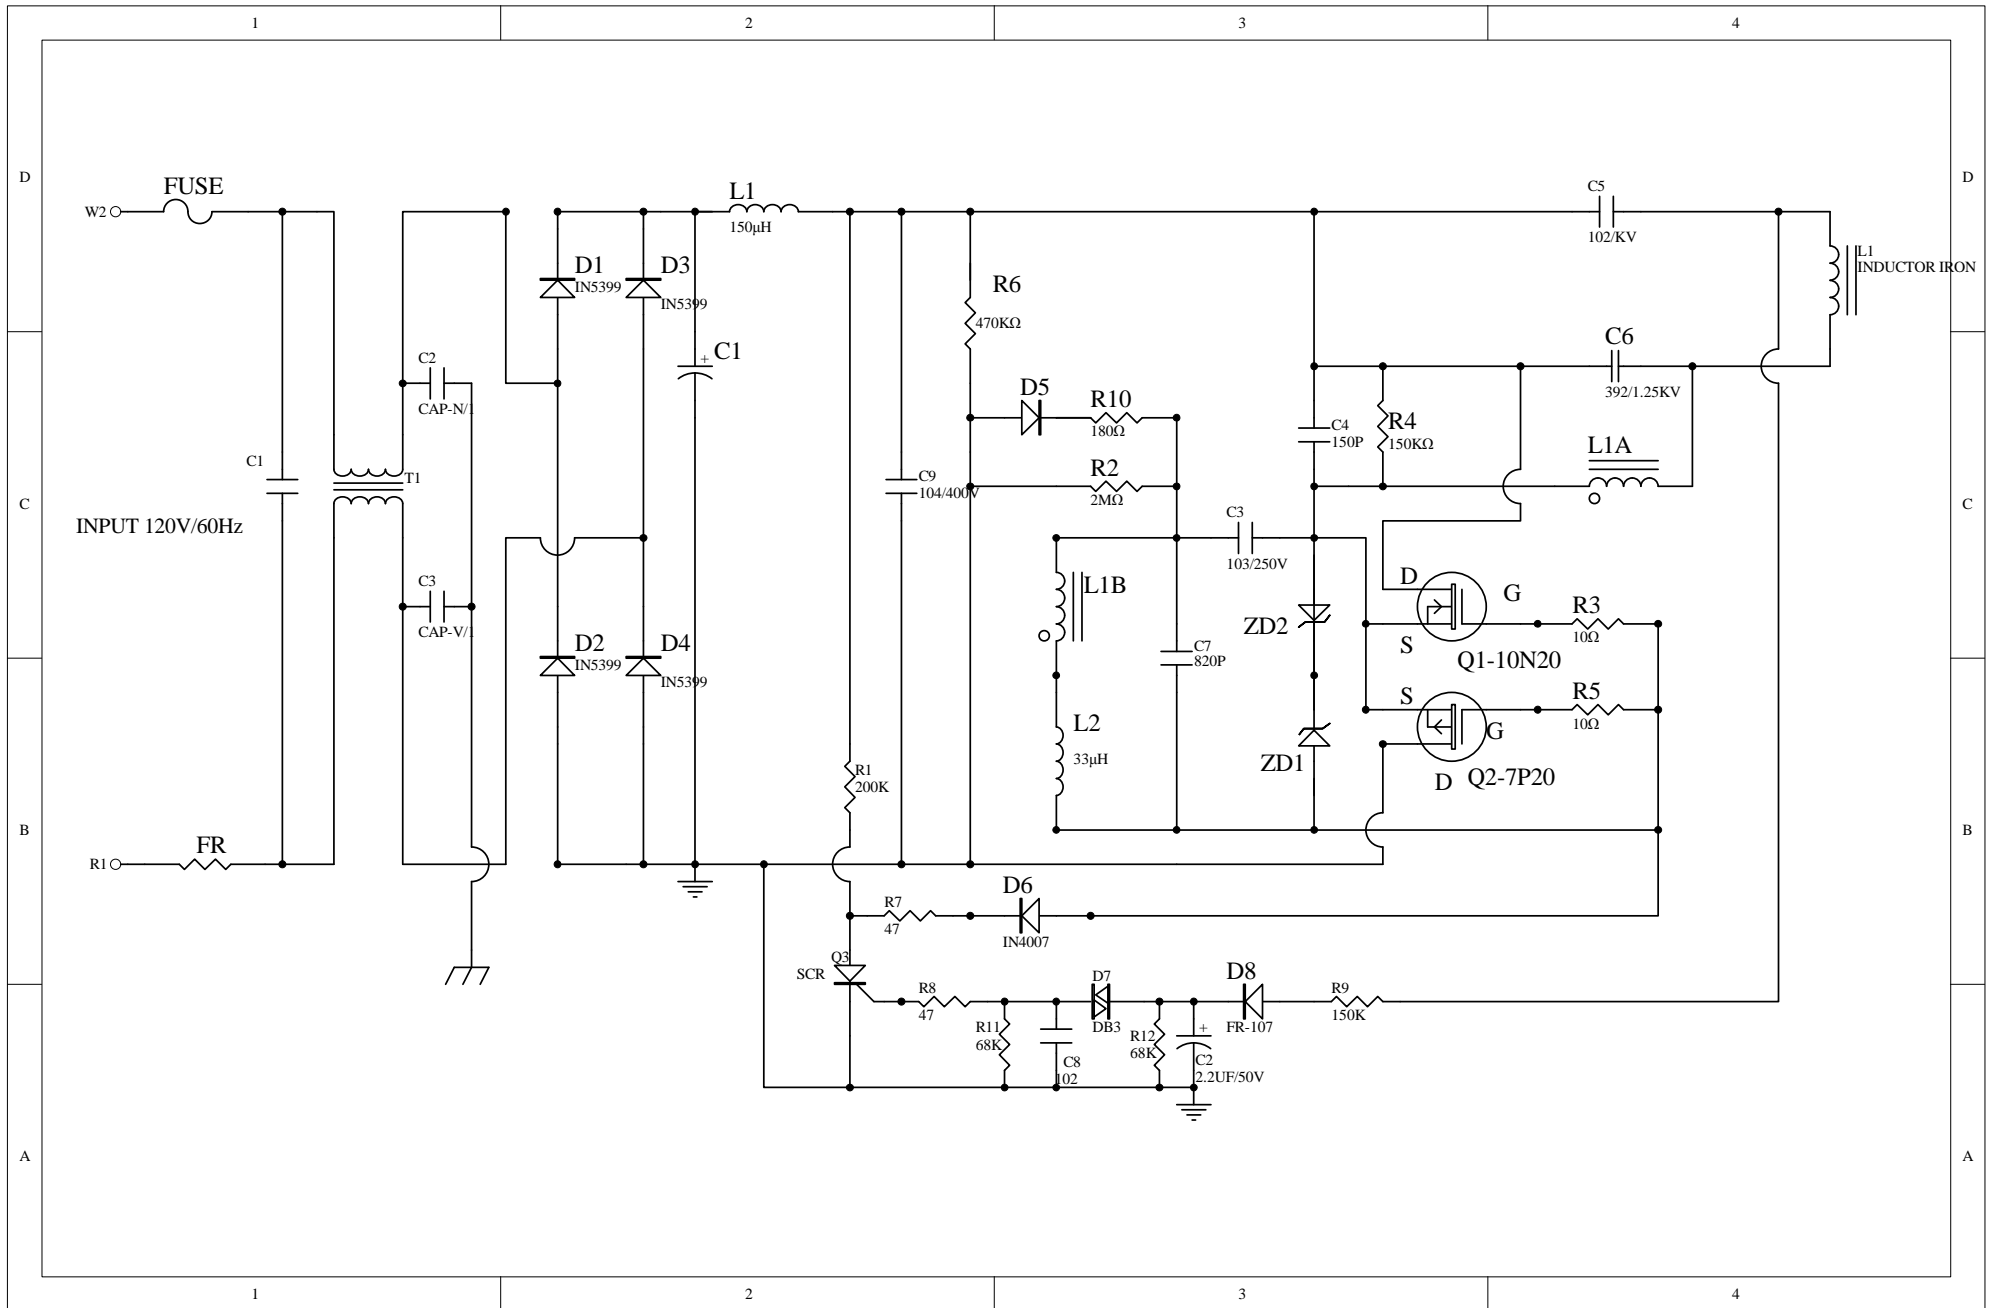 1 2 3 4
D D
FUSE
W2
L1
150µH
C5
102/KV
L1
INDUCTOR IRON
D1
IN5399
D3
IN5399
R6
470KΩ
C1
C6
392/1.25KV
C2
CAP-N/1
D5
R10
180Ω
C4
150P
R4
150KΩ
L1A
C1
T1
C9
104/400V
R2
2MΩ
C C
INPUT 120V/60Hz
C3
103/250V
C3
CAP-V/1
L1B
D
G
ZD2
R3
10Ω
S
Q1-10N20
D2
IN5399
D4
IN5399
C7
820P
S
R5
10Ω
G
L2
33µH
ZD1
D
Q2-7P20
R1
200K
B B
FR
R1
R7
47
D6
IN4007
Q3
SCR
R8
47
D7
DB3
D8
FR-107
R9
150K
R11
68K
C8
102
R12
68K
C2
2.2UF/50V
+
+
A A
1 2 3 4